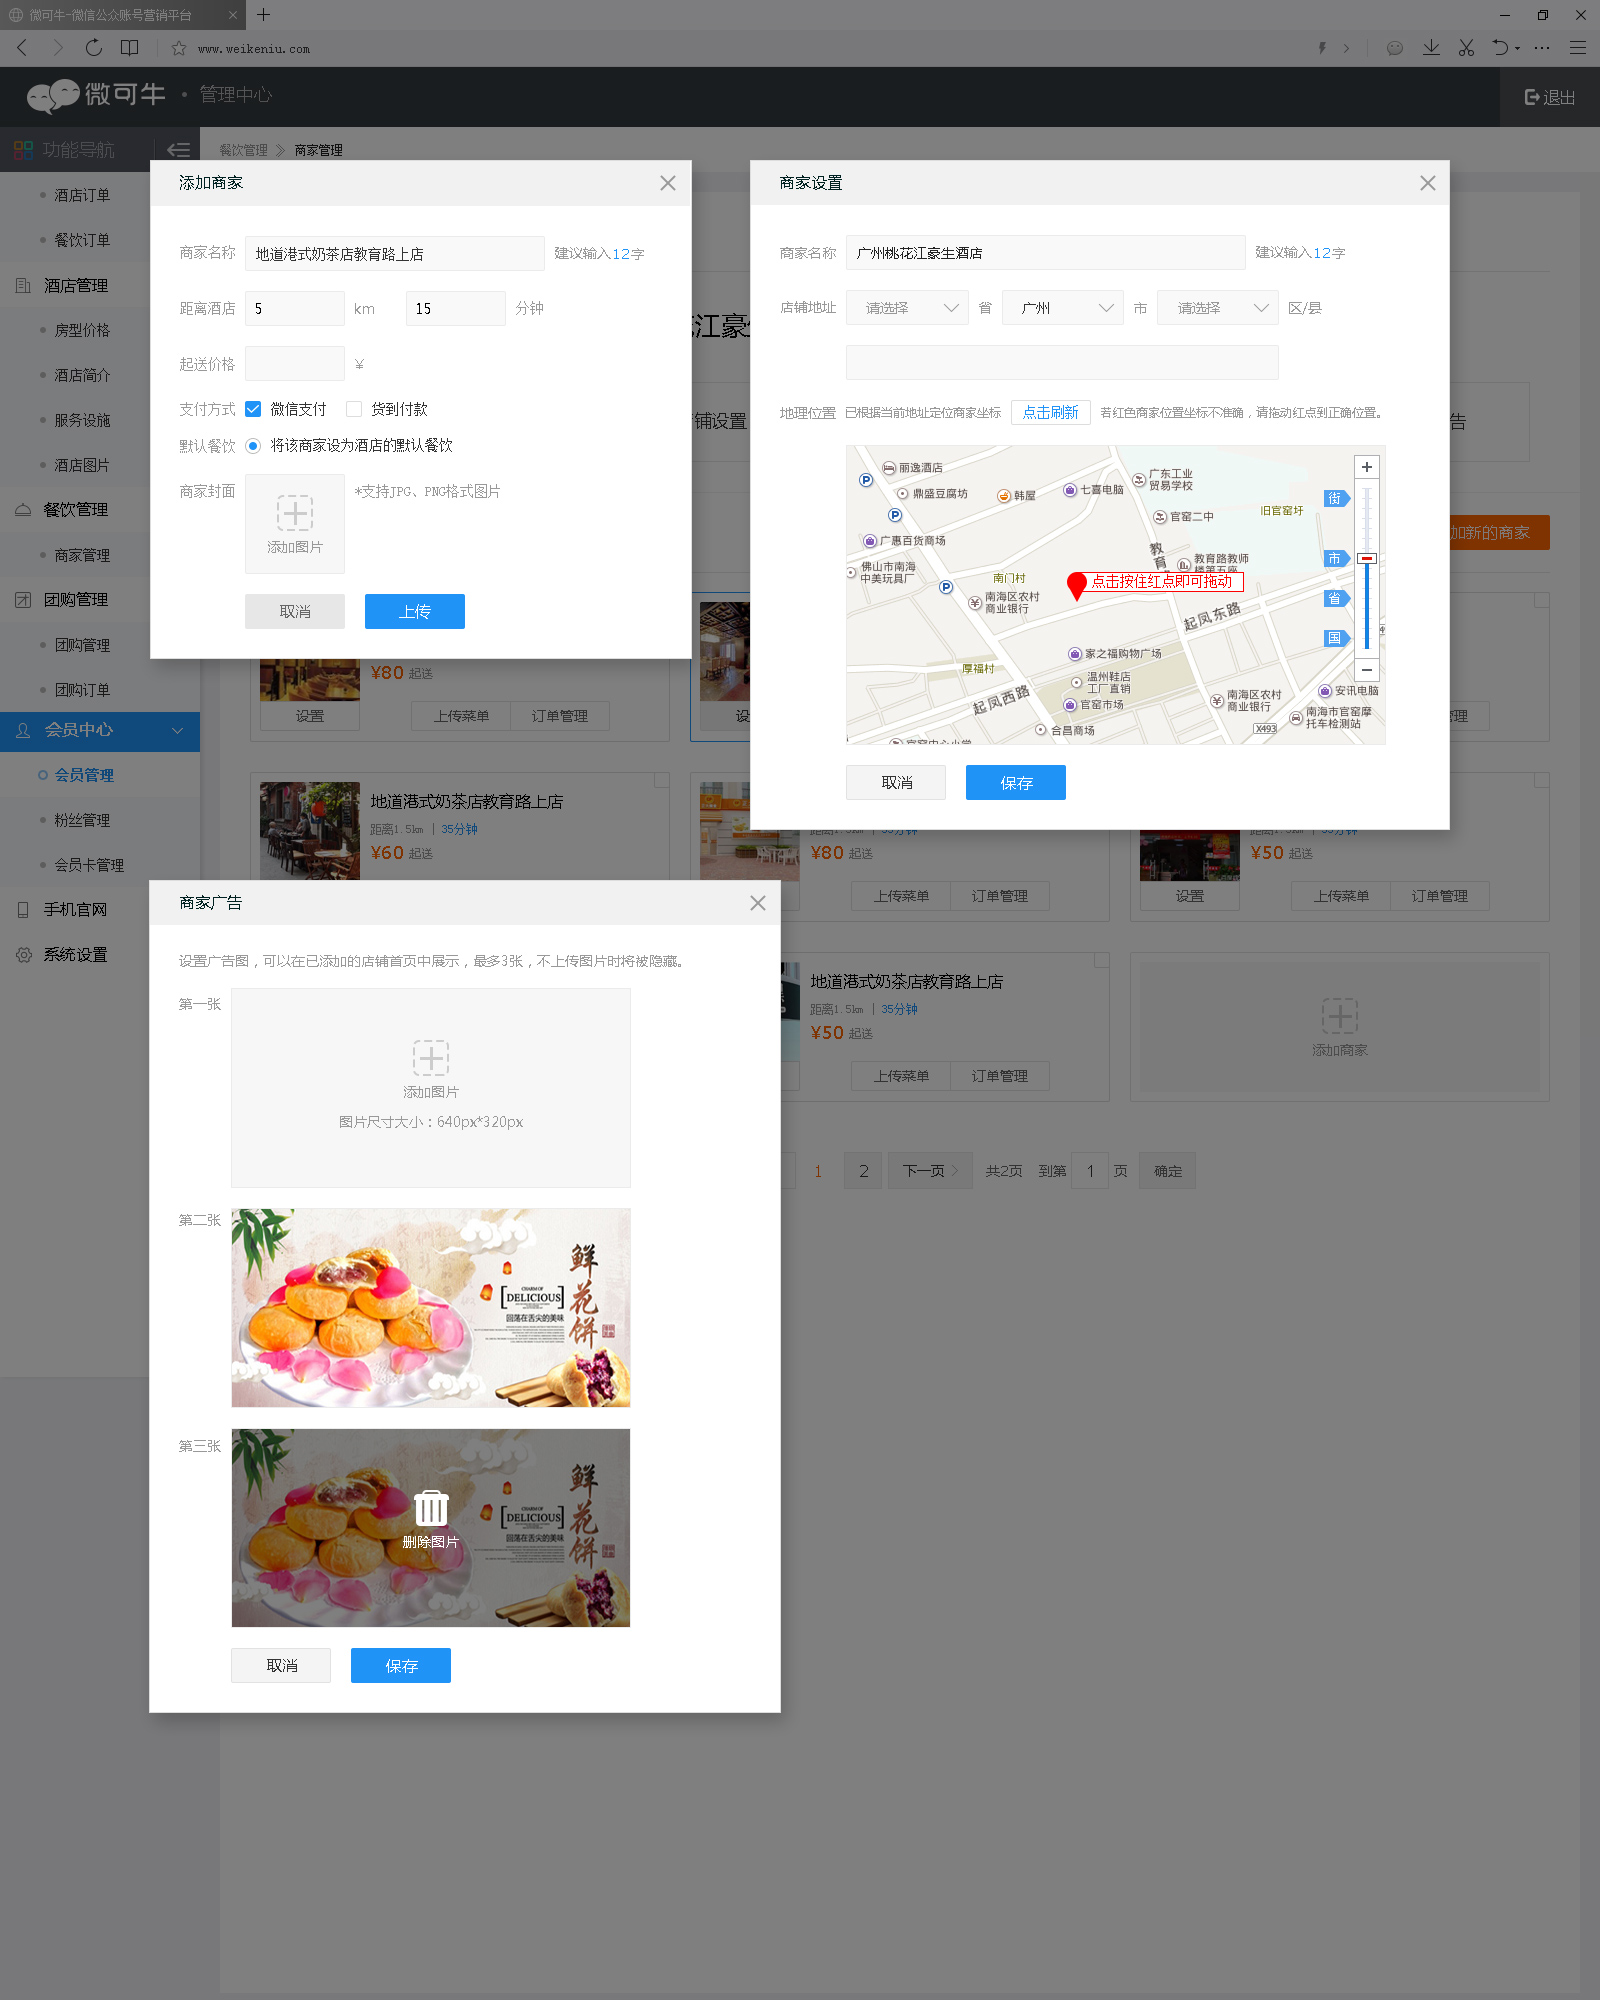 微可牛-微信公众账号营销平台
www.weikeniu.com
微可牛 · 管理中心
退出
功能导航
餐饮管理 > 商家管理
酒店订单
餐饮订单
酒店管理
房型价格
酒店简介
服务设施
酒店图片
餐饮管理
商家管理
团购管理
团购管理
团购订单
会员中心
会员管理
粉丝管理
会员卡管理
手机官网
系统设置
添加商家
商家名称 地道港式奶茶店教育路上店 建议输入12字
距离酒店 5 km 15 分钟
起送价格 ¥
支付方式 微信支付 货到付款
默认餐饮 将该商家设为酒店的默认餐饮
商家封面 *支持JPG、PNG格式图片
添加图片
取消 上传
商家设置
商家名称 广州桃花江豪生酒店 建议输入12字
店铺地址 请选择 省 广州 市 请选择 区/县
地理位置 已根据当前地址定位商家坐标 点击刷新 若红色商家位置坐标不准确，请拖动红点到正确位置。
丽逸酒店
鼎盛豆腐坊
韩屋
七喜电脑
广东工业
贸易学校
官窑二中
旧官窑圩
广惠百货商场
佛山市南海
中美玩具厂
教育
教育路教师
楼第五座
南门村
南海区农村
商业银行
点击按住红点即可拖动
起凤东路
家之福购物广场
厚福村
温州鞋店
工厂直销
起凤西路
官窑市场
合昌商场
南海区农村
商业银行
X493
安讯电脑
南海市官窑摩
托车检测站
街
市
省
国
取消 保存
江豪
铺设置
告
加新的商家
¥80 起送
设置 上传菜单 订单管理
设
管理
地道港式奶茶店教育路上店
距离1.5km | 35分钟
¥60 起送
距离1.5km | 35分钟
¥80 起送
上传菜单 订单管理
距离1.5km | 35分钟
¥50 起送
设置 上传菜单 订单管理
地道港式奶茶店教育路上店
距离1.5km | 35分钟
¥50 起送
上传菜单 订单管理
添加商家
1 2 下一页 共2页 到第 1 页 确定
商家广告
设置广告图，可以在已添加的店铺首页中展示，最多3张，不上传图片时将被隐藏。
第一张
添加图片
图片尺寸大小：640px*320px
第二张
鲜花饼
CHARM OF
DELICIOUS
回荡在舌尖的美味
第三张
鲜花饼
CHARM OF
DELICIOUS
回荡在舌尖的美味
删除图片
取消 保存